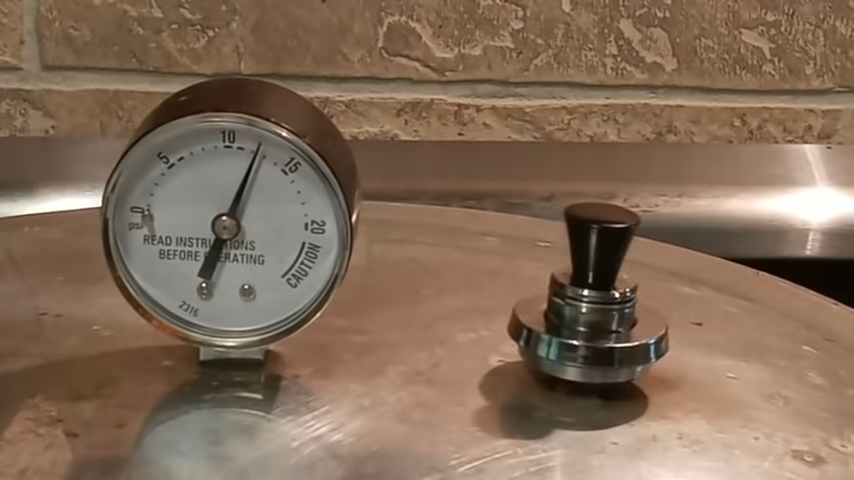 0
5
10
15
20
psi
READ INSTRUCTIONS
BEFORE OPERATING
CAUTION
2316